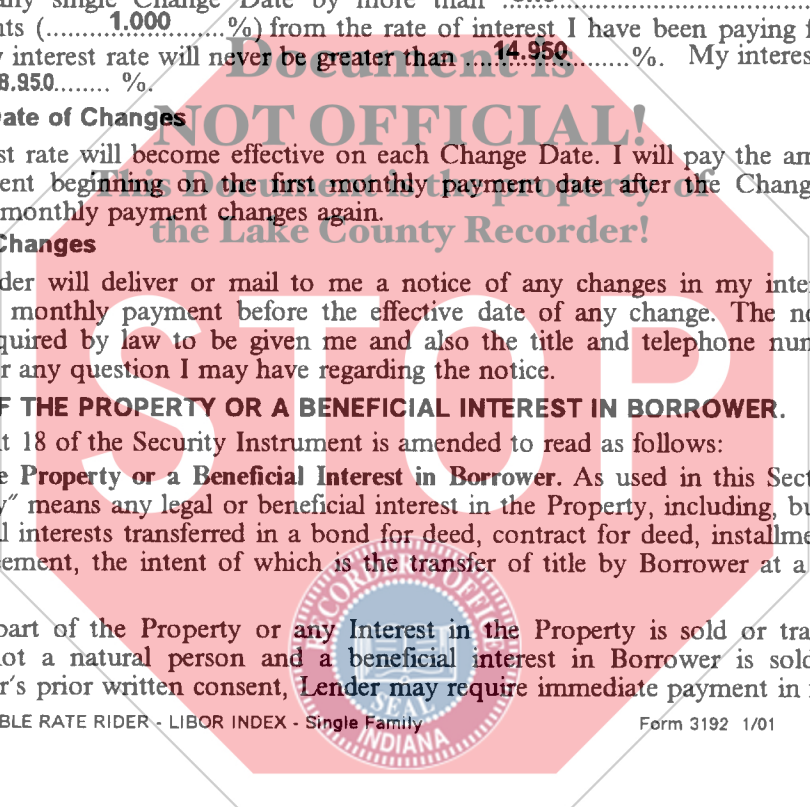 any single Change Date by more than
nts (.......1.000.......%) from the rate of interest I have been paying f
y interest rate will never be greater than ....14.950........%. My interes
8.950........ %.
ate of Changes
st rate will become effective on each Change Date. I will pay the am
ent beginning on the first monthly payment date after the Chang
monthly payment changes again.
Changes
der will deliver or mail to me a notice of any changes in my inte
monthly payment before the effective date of any change. The no
quired by law to be given me and also the title and telephone num
r any question I may have regarding the notice.
F THE PROPERTY OR A BENEFICIAL INTEREST IN BORROWER.
t 18 of the Security Instrument is amended to read as follows:
e Property or a Beneficial Interest in Borrower. As used in this Sect
y" means any legal or beneficial interest in the Property, including, bu
l interests transferred in a bond for deed, contract for deed, installme
eement, the intent of which is the transfer of title by Borrower at a
part of the Property or any Interest in the Property is sold or tra
not a natural person and a beneficial interest in Borrower is sold
r's prior written consent, Lender may require immediate payment in
BLE RATE RIDER - LIBOR INDEX - Single Family Form 3192 1/01
Document is
NOT OFFICIAL!
This Document is the property of
the Lake County Recorder!
STOP
RECORDER'S OFFICE
SEAL
INDIANA